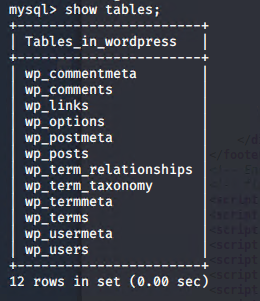 mysql> show tables;
+-----------------------+
| Tables_in_wordpress   |
+-----------------------+
| wp_commentmeta        |
| wp_comments           |
| wp_links              |
| wp_options            |
| wp_postmeta           |
| wp_posts              |
| wp_term_relationships |
| wp_term_taxonomy      |
| wp_termmeta           |
| wp_terms              |
| wp_usermeta           |
| wp_users              |
+-----------------------+
12 rows in set (0.00 sec)